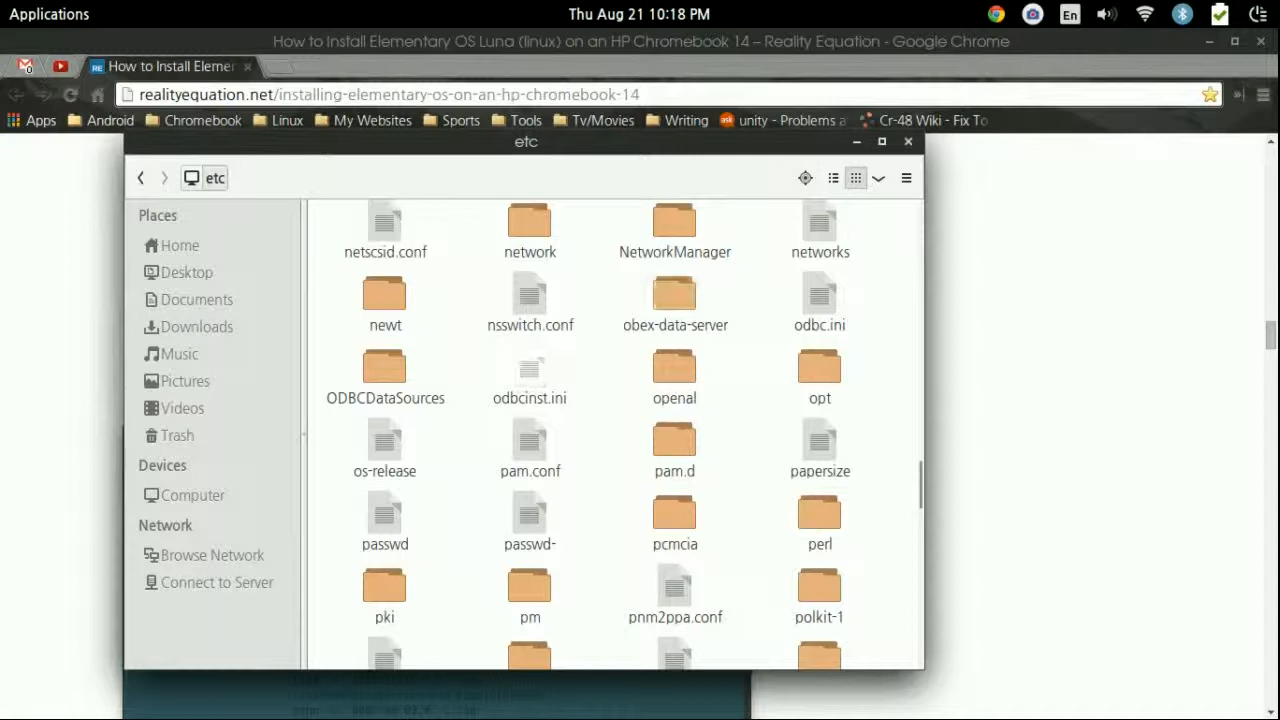 Applications
Thu Aug 21 10:18 PM
En
How to Install Elementary OS Luna (linux) on an HP Chromebook 14 – Reality Equation - Google Chrome
0
RE How to Install Elemer
realityequation.net/installing-elementary-os-on-an-hp-chromebook-14
Apps Android Chromebook Linux My Websites Sports Tools Tv/Movies Writing ask unity - Problems a Cr-48 Wiki - Fix To
etc
etc
Places
Home
Desktop
Documents
Downloads
Music
Pictures
Videos
Trash
Devices
Computer
Network
Browse Network
Connect to Server
netscsid.conf network NetworkManager networks
newt nsswitch.conf obex-data-server odbc.ini
ODBCDataSources odbcinst.ini openal opt
os-release pam.conf pam.d papersize
passwd passwd- pcmcia perl
pki pm pnm2ppa.conf polkit-1